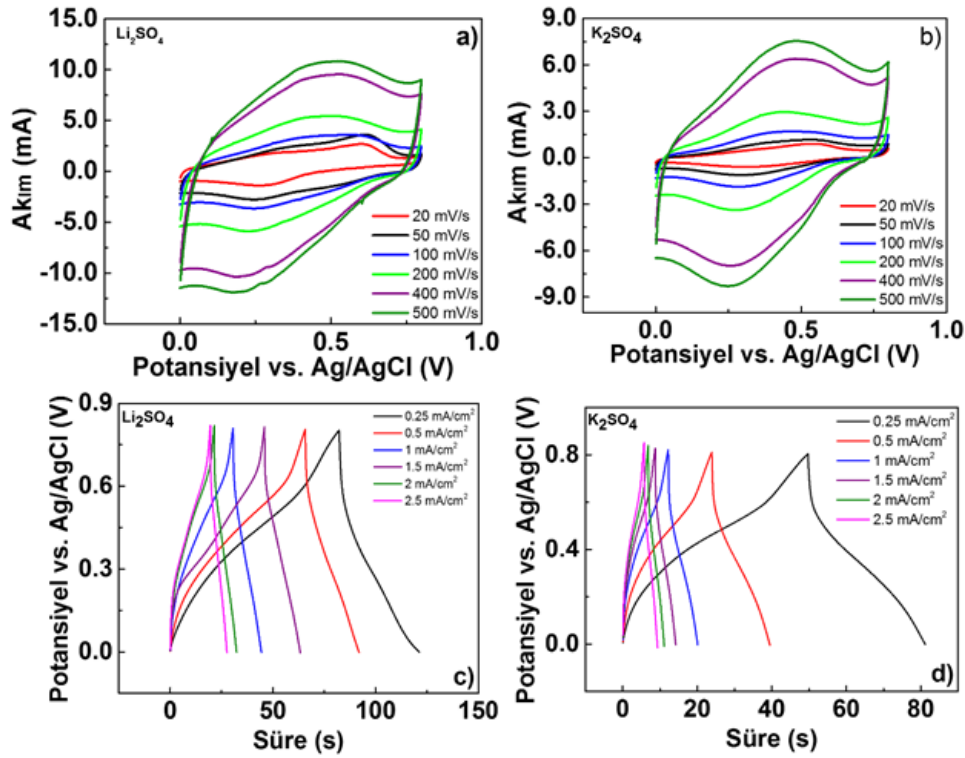 Li₂SO₄
a)
15.0
10.0
5.0
0.0
-5.0
-10.0
-15.0
Akım (mA)
20 mV/s
50 mV/s
100 mV/s
200 mV/s
400 mV/s
500 mV/s
0.0
0.5
1.0
Potansiyel vs. Ag/AgCl (V)
K₂SO₄
b)
9.0
6.0
3.0
0.0
-3.0
-6.0
-9.0
Akım (mA)
20 mV/s
50 mV/s
100 mV/s
200 mV/s
400 mV/s
500 mV/s
0.0
0.5
1.0
Potansiyel vs. Ag/AgCl (V)
Li₂SO₄
0.9
0.6
0.3
0.0
Potansiyel vs. Ag/AgCl (V)
0.25 mA/cm²
0.5 mA/cm²
1 mA/cm²
1.5 mA/cm²
2 mA/cm²
2.5 mA/cm²
c)
0
50
100
150
Süre (s)
K₂SO₄
0.8
0.4
0.0
Potansiyel vs. Ag/AgCl (V)
0.25 mA/cm²
0.5 mA/cm²
1 mA/cm²
1.5 mA/cm²
2 mA/cm²
2.5 mA/cm²
d)
0
20
40
60
80
Süre (s)